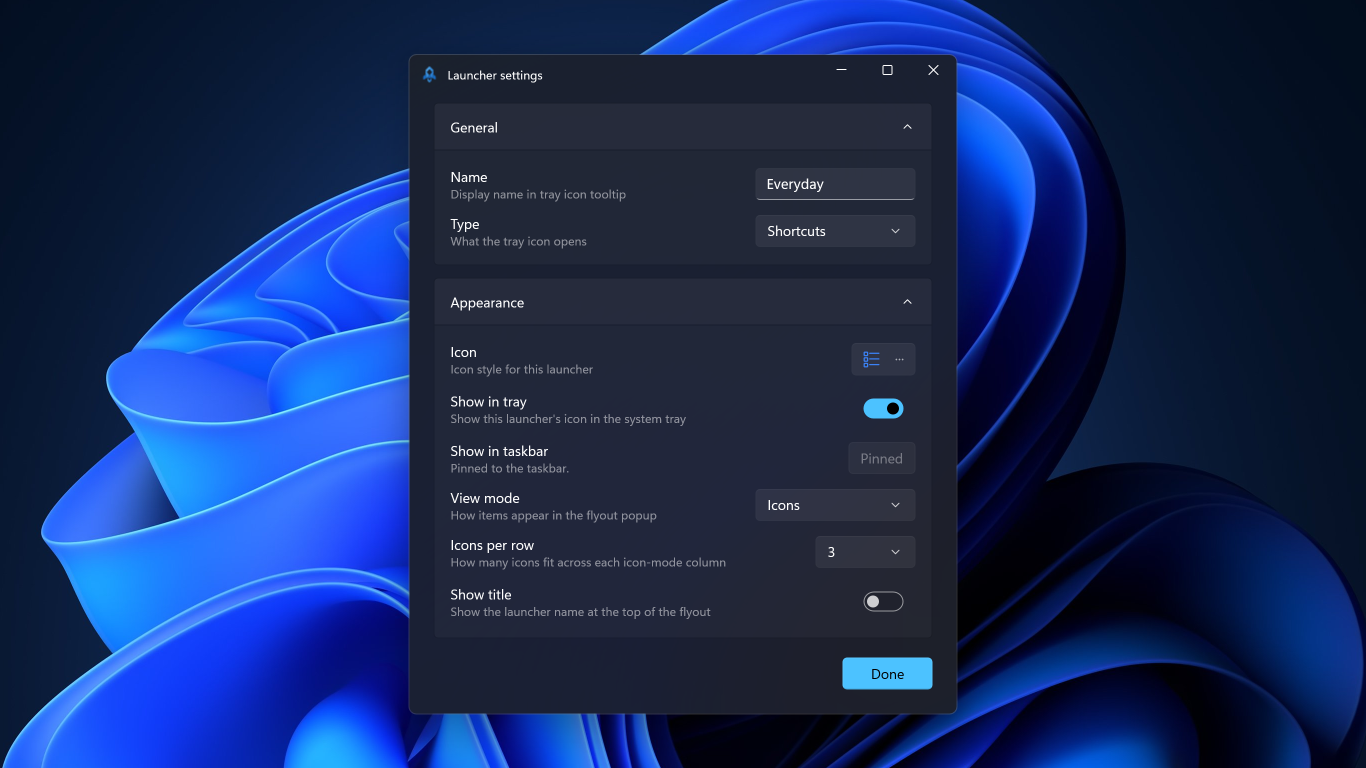 Launcher settings
General
Name
Display name in tray icon tooltip
Everyday
Type
What the tray icon opens
Shortcuts
Appearance
Icon
Icon style for this launcher
Show in tray
Show this launcher's icon in the system tray
Show in taskbar
Pinned to the taskbar.
Pinned
View mode
How items appear in the flyout popup
Icons
Icons per row
How many icons fit across each icon-mode column
3
Show title
Show the launcher name at the top of the flyout
Done